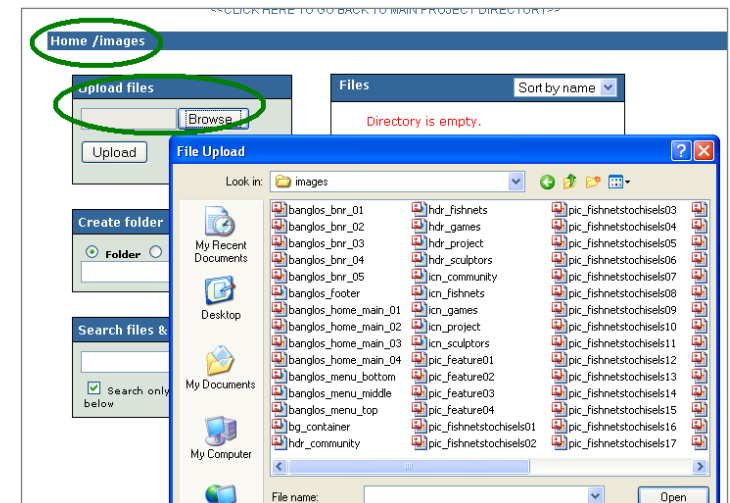 <<CLICK HERE TO GO BACK TO MAIN PROJECT DIRECTORY>>
Home /images
Upload files
Browse
Upload
Files
Sort by name
Directory is empty.
Create folder
Folder
Search files &
Search only
below
File Upload
Look in:
images
My Recent
Documents
Desktop
My Documents
My Computer
banglos_bnr_01
banglos_bnr_02
banglos_bnr_03
banglos_bnr_04
banglos_bnr_05
banglos_footer
banglos_home_main_01
banglos_home_main_02
banglos_home_main_03
banglos_home_main_04
banglos_menu_bottom
banglos_menu_middle
banglos_menu_top
bg_container
hdr_community
hdr_fishnets
hdr_games
hdr_project
hdr_sculptors
icn_community
icn_fishnets
icn_games
icn_project
icn_sculptors
pic_feature01
pic_feature02
pic_feature03
pic_feature04
pic_fishnetstochisels01
pic_fishnetstochisels02
pic_fishnetstochisels03
pic_fishnetstochisels04
pic_fishnetstochisels05
pic_fishnetstochisels06
pic_fishnetstochisels07
pic_fishnetstochisels08
pic_fishnetstochisels09
pic_fishnetstochisels10
pic_fishnetstochisels11
pic_fishnetstochisels12
pic_fishnetstochisels13
pic_fishnetstochisels14
pic_fishnetstochisels15
pic_fishnetstochisels16
pic_fishnetstochisels17
File name:
Open